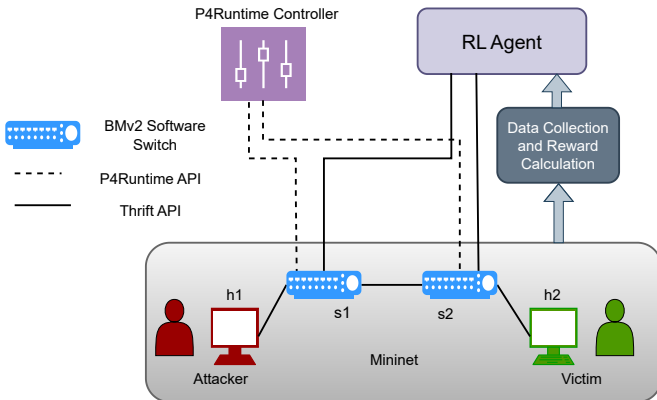 P4Runtime Controller
RL Agent
BMv2 Software
Switch
Data Collection
and Reward
Calculation
P4Runtime API
Thrift API
h1
s1
s2
h2
Mininet
Attacker
Victim